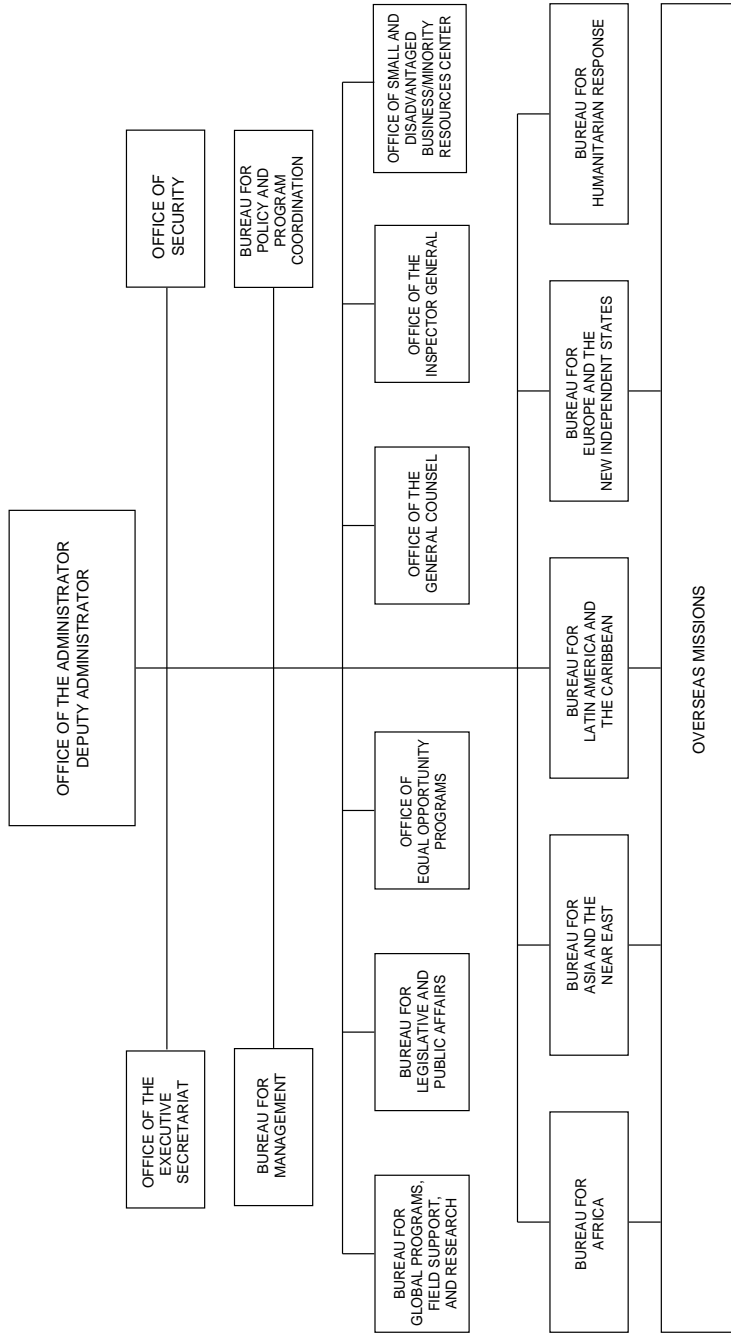 OFFICE OF THE ADMINISTRATOR
DEPUTY ADMINISTRATOR
OFFICE OF THE
EXECUTIVE
SECRETARIAT
OFFICE OF
SECURITY
BUREAU FOR
MANAGEMENT
BUREAU FOR
POLICY AND
PROGRAM
COORDINATION
BUREAU FOR
GLOBAL PROGRAMS,
FIELD SUPPORT,
AND RESEARCH
BUREAU FOR
LEGISLATIVE AND
PUBLIC AFFAIRS
OFFICE OF
EQUAL OPPORTUNITY
PROGRAMS
OFFICE OF THE
GENERAL COUNSEL
OFFICE OF THE
INSPECTOR GENERAL
OFFICE OF SMALL AND
DISADVANTAGED
BUSINESS/MINORITY
RESOURCES CENTER
BUREAU FOR
AFRICA
BUREAU FOR
ASIA AND THE
NEAR EAST
BUREAU FOR
LATIN AMERICA AND
THE CARIBBEAN
BUREAU FOR
EUROPE AND THE
NEW INDEPENDENT STATES
BUREAU FOR
HUMANITARIAN RESPONSE
OVERSEAS MISSIONS